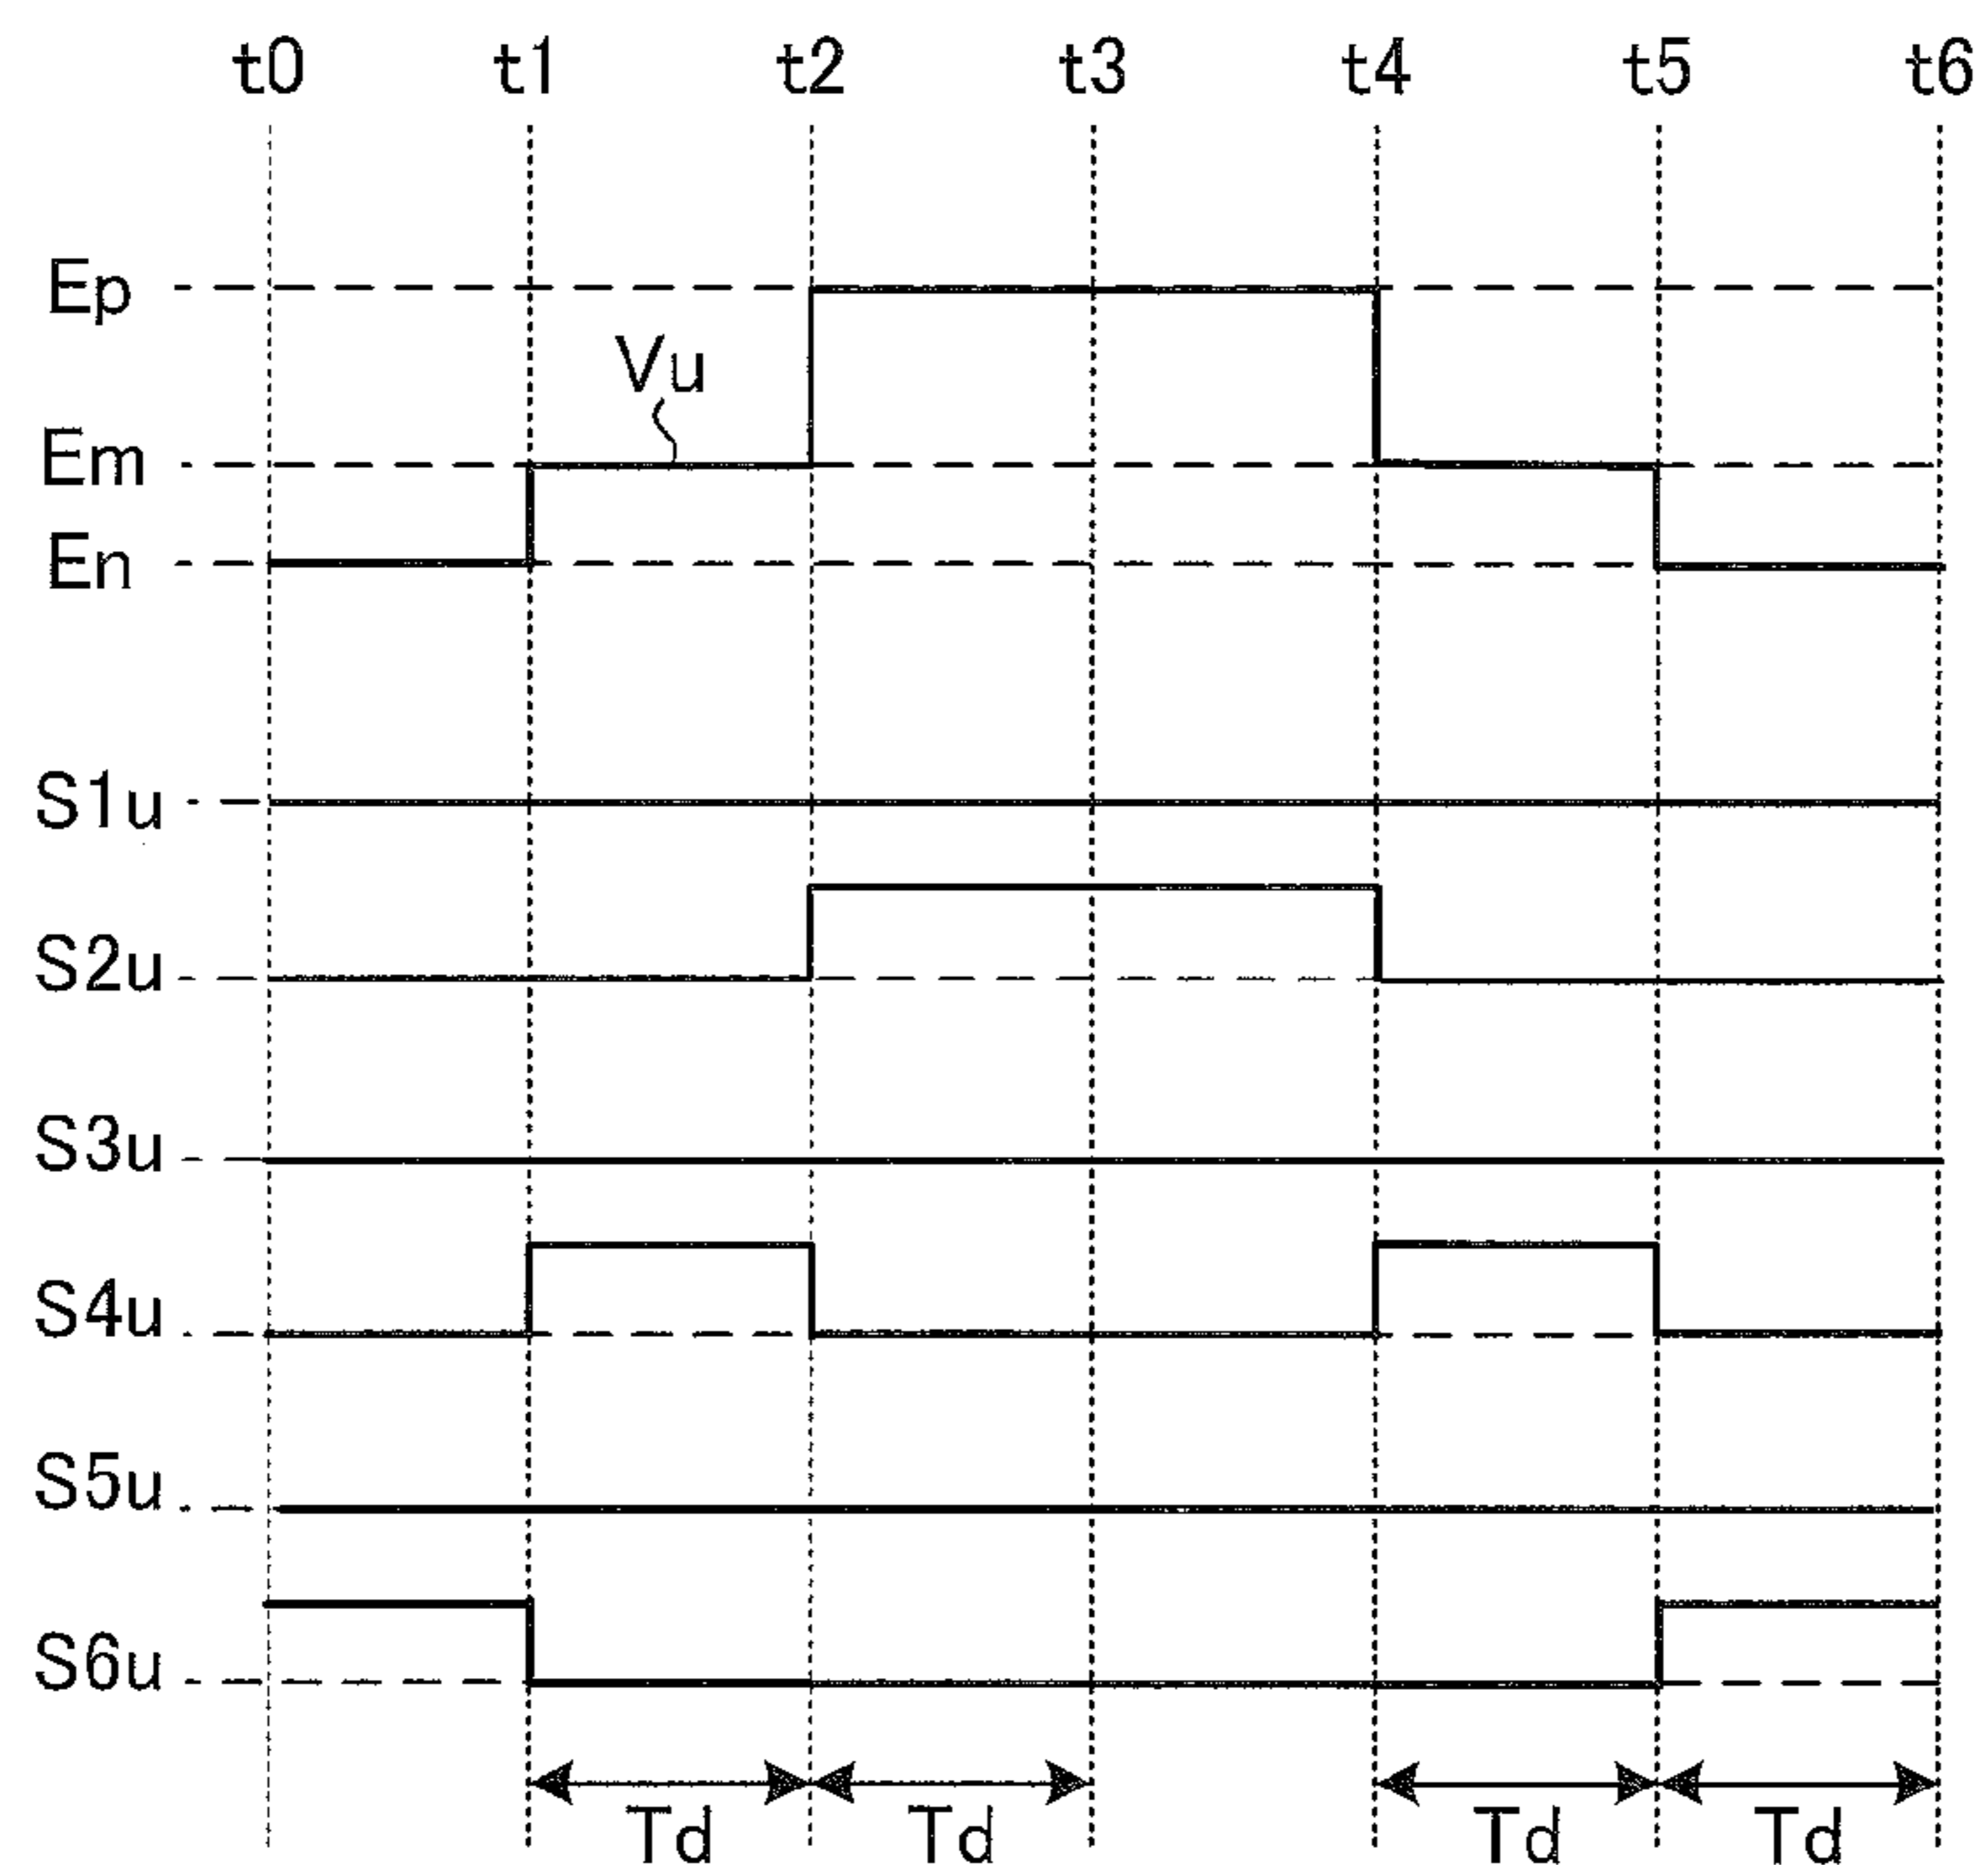 t0 t1 t2 t3 t4 t5 t6
Ep
Vu
Em
En
S1u
S2u
S3u
S4u
S5u
S6u
Td Td Td Td